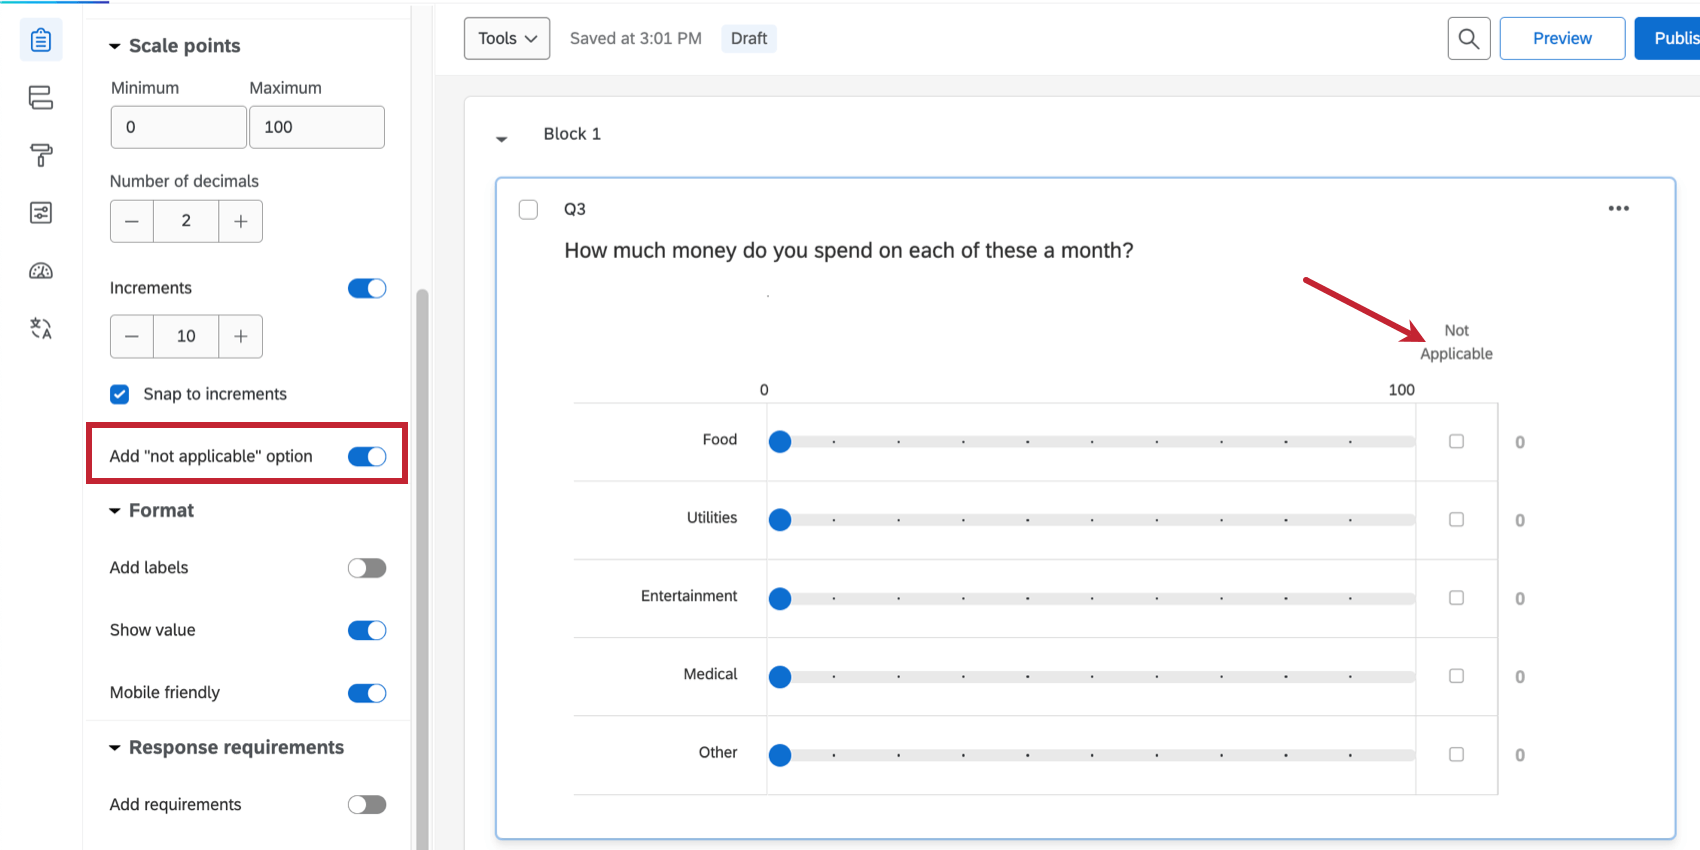 Scale points
Minimum Maximum
0 100
Number of decimals
2
Increments
10
Snap to increments
Add "not applicable" option
Format
Add labels
Show value
Mobile friendly
Response requirements
Add requirements
Tools Saved at 3:01 PM Draft Preview Publis
Block 1
Q3
How much money do you spend on each of these a month?
Not
Applicable
0 100
Food 0
Utilities 0
Entertainment 0
Medical 0
Other 0